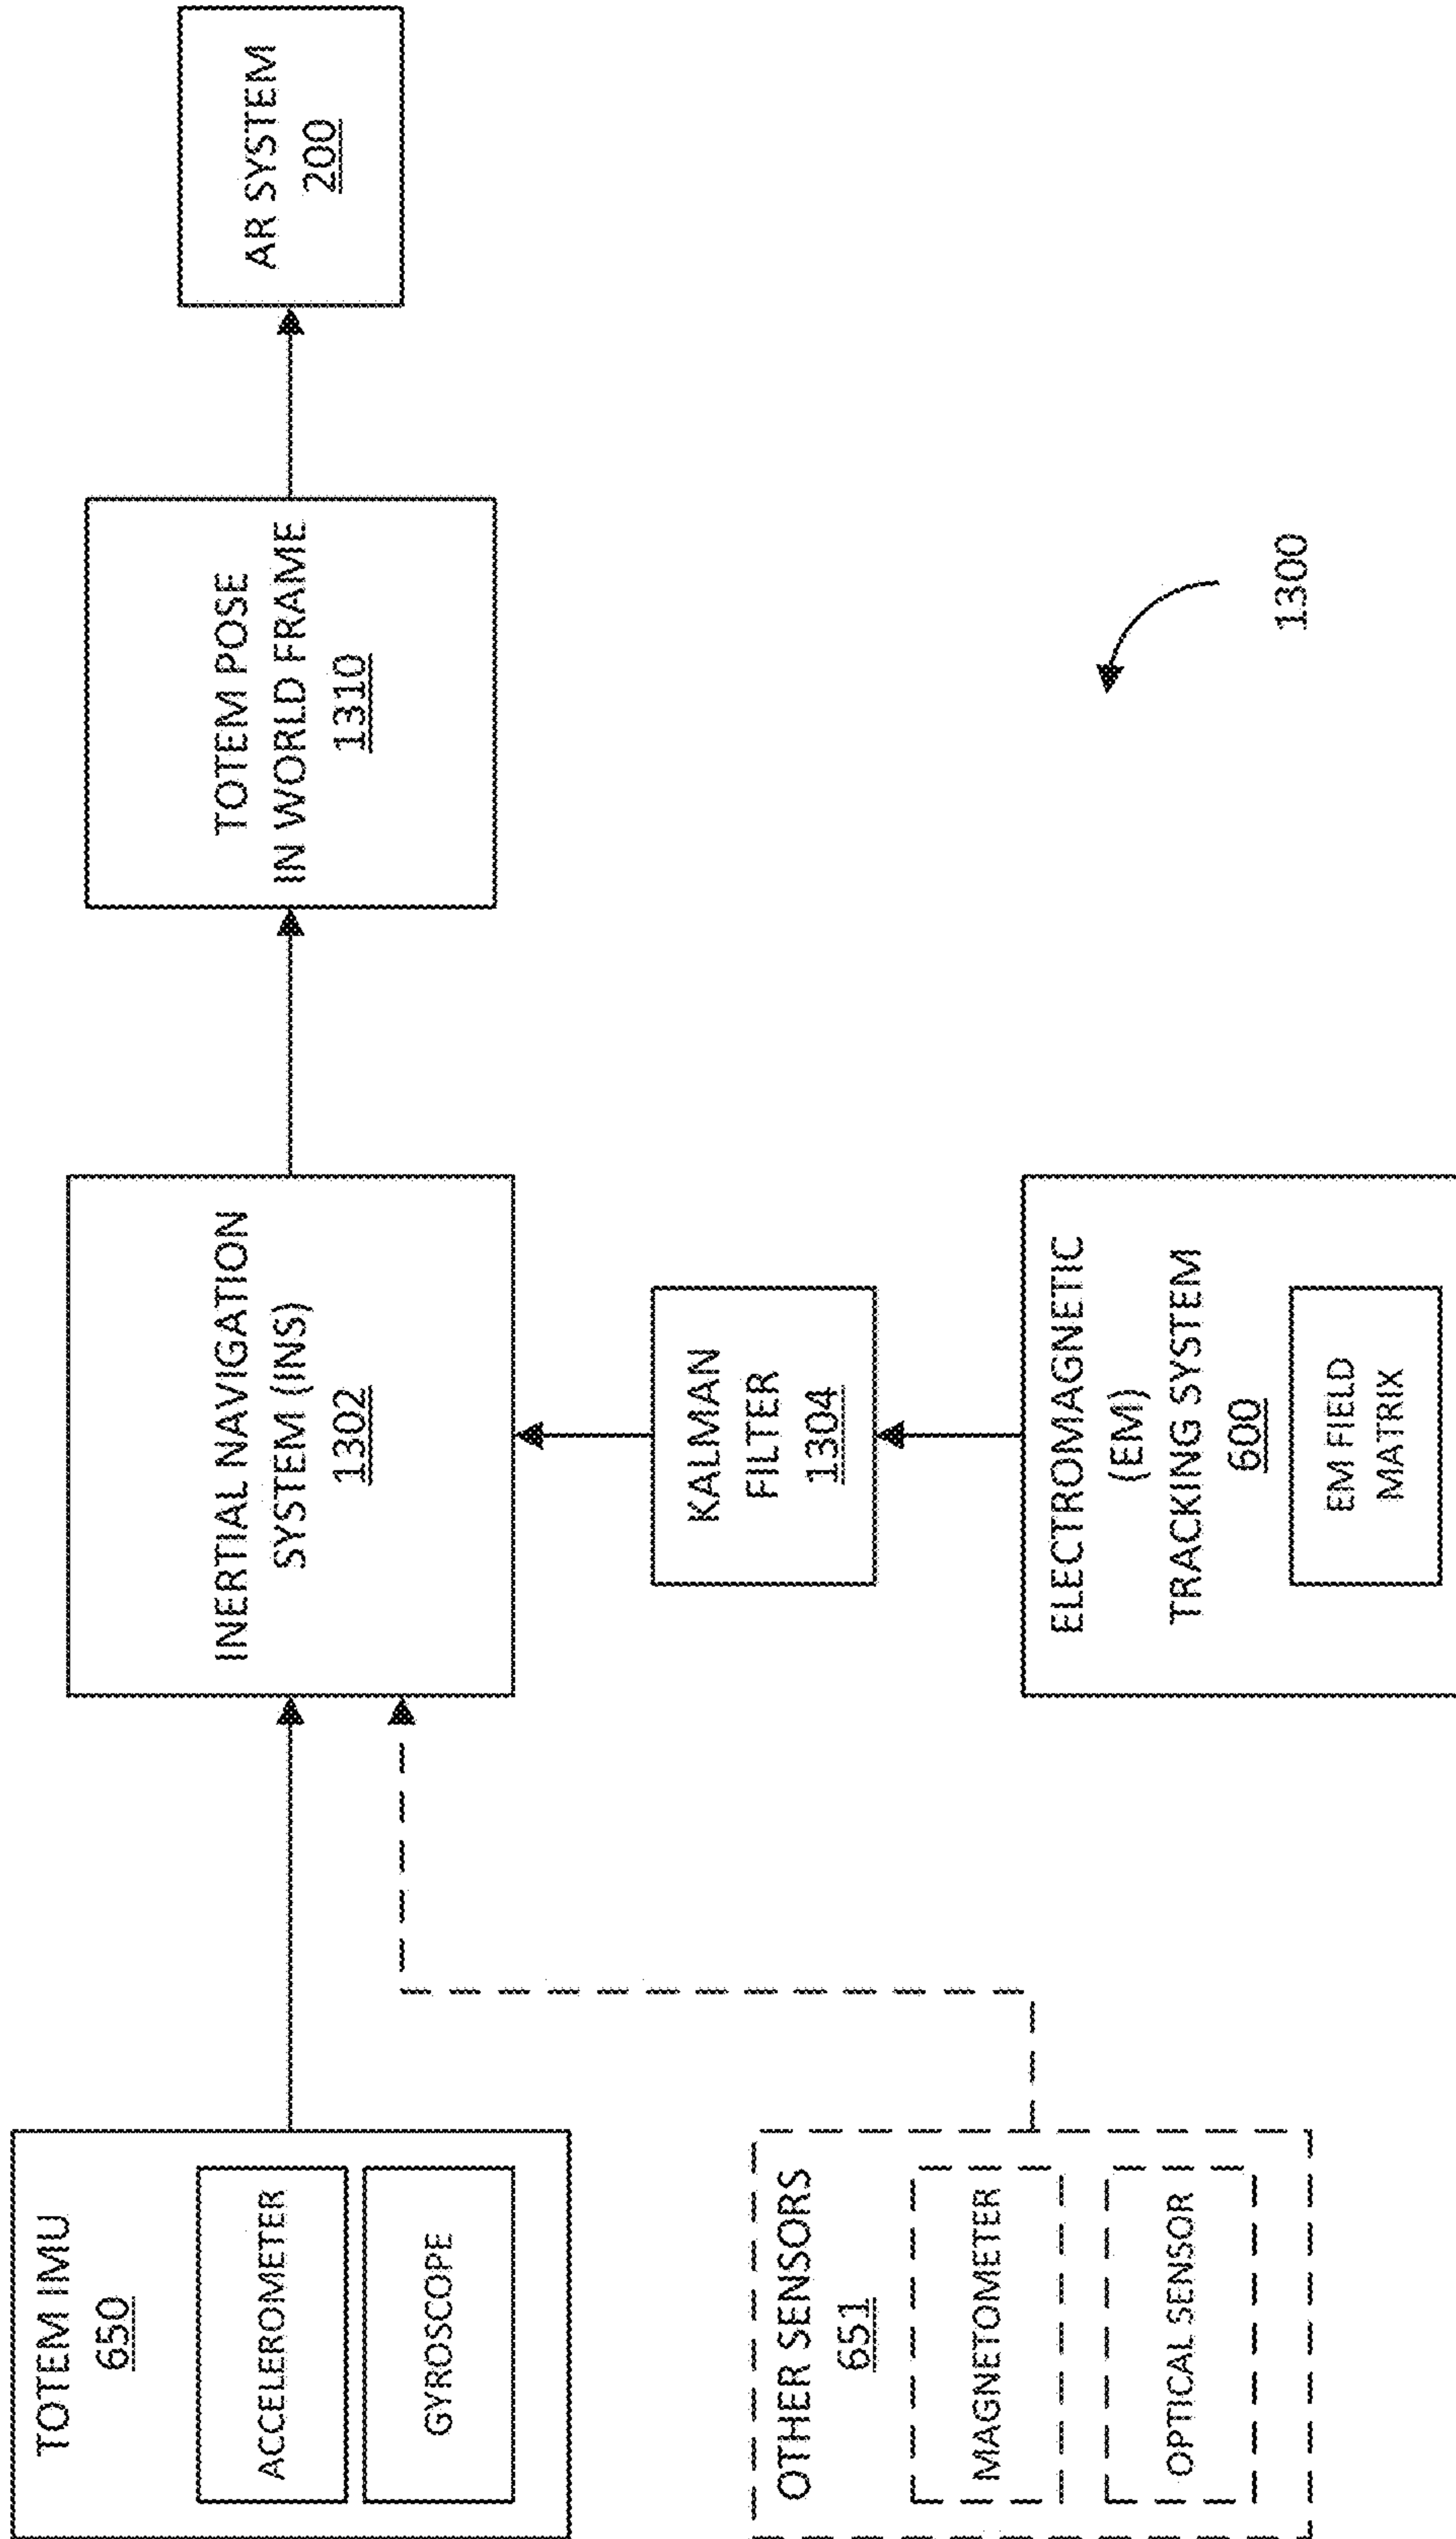 TOTEM IMU
650
ACCELEROMETER
GYROSCOPE
OTHER SENSORS
651
MAGNETOMETER
OPTICAL SENSOR
INERTIAL NAVIGATION
SYSTEM (INS)
1302
KALMAN
FILTER
1304
ELECTROMAGNETIC
(EM)
TRACKING SYSTEM
600
EM FIELD
MATRIX
TOTEM POSE
IN WORLD FRAME
1310
AR SYSTEM
200
1300